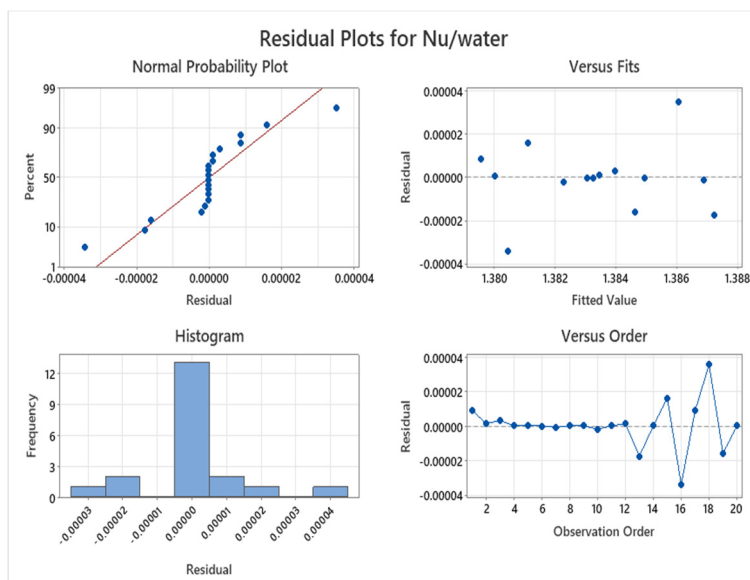 Residual Plots for Nu/water
Normal Probability Plot
99
90
50
10
1
Percent
-0.00004 -0.00002 0.00000 0.00002 0.00004
Residual
Versus Fits
0.00004
0.00002
0.00000
-0.00002
-0.00004
Residual
1.380 1.382 1.384 1.386 1.388
Fitted Value
Histogram
12
9
6
3
0
Frequency
-0.00003 -0.00002 -0.00001 0.00000 0.00001 0.00002 0.00003 0.00004
Residual
Versus Order
0.00004
0.00002
0.00000
-0.00002
-0.00004
Residual
2 4 6 8 10 12 14 16 18 20
Observation Order